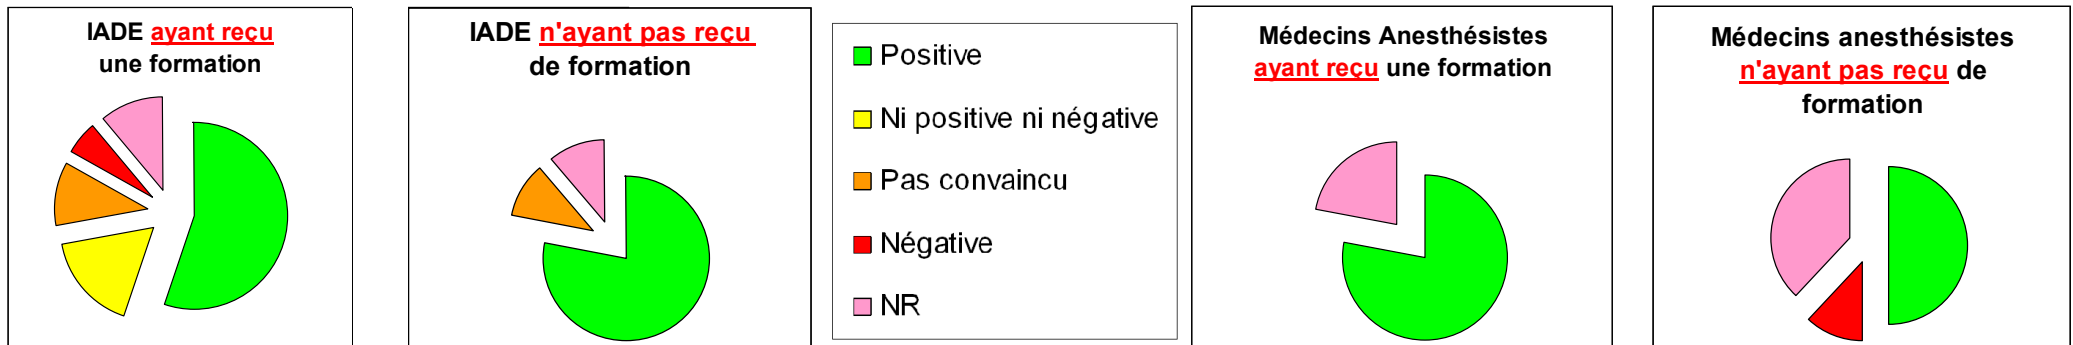 IADE ayant reçu
une formation
IADE n'ayant pas reçu
de formation
Positive
Ni positive ni négative
Pas convaincu
Négative
NR
Médecins Anesthésistes
ayant reçu une formation
Médecins anesthésistes
n'ayant pas reçu de
formation